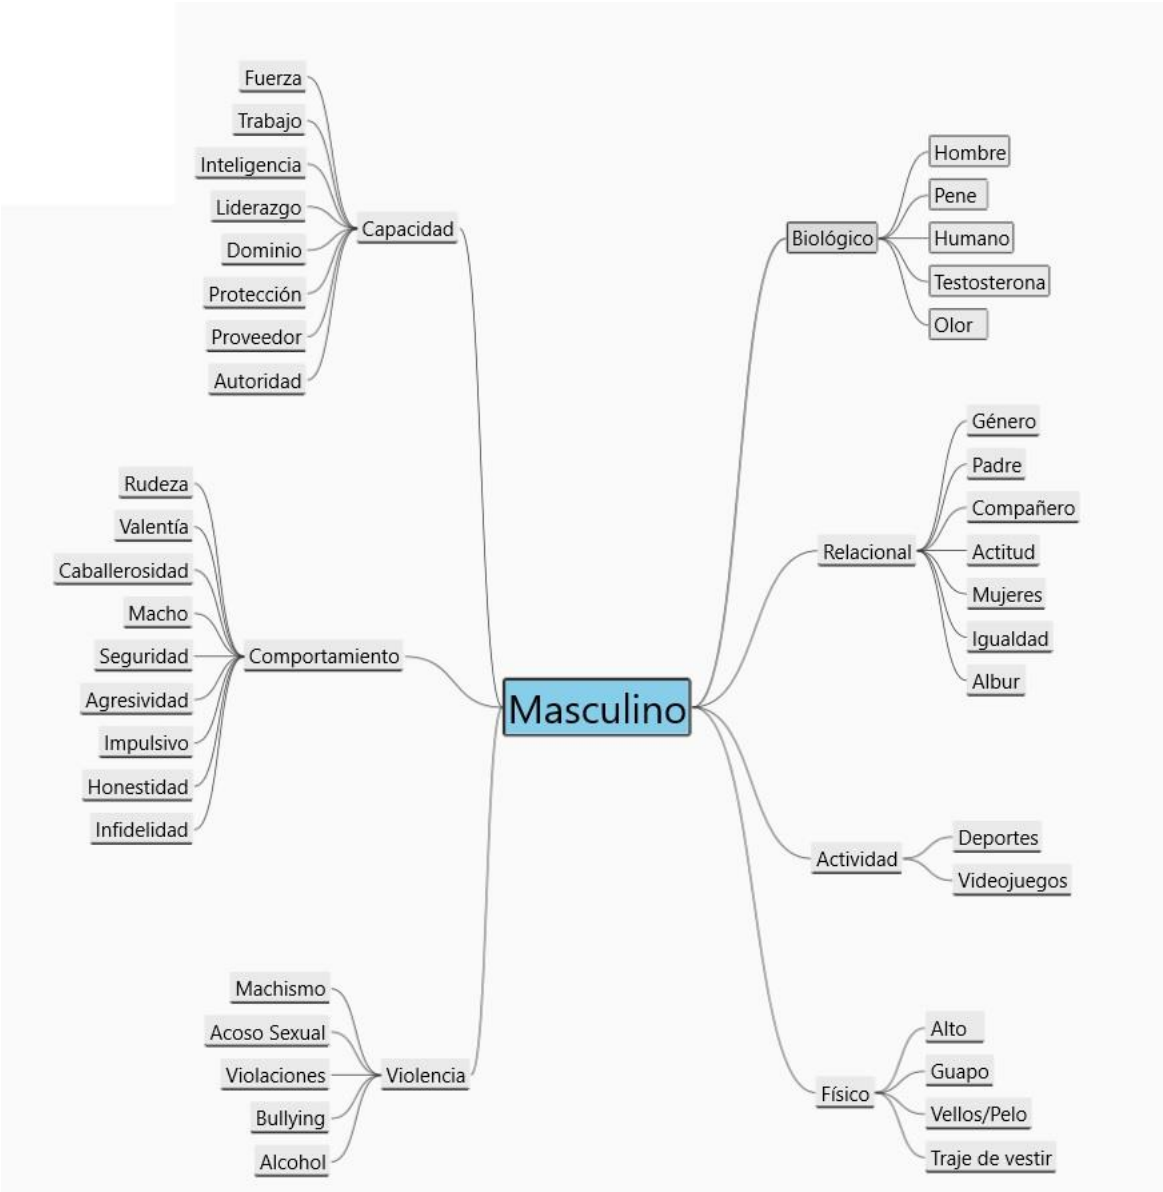 Masculino
Capacidad
Fuerza
Trabajo
Inteligencia
Liderazgo
Dominio
Protección
Proveedor
Autoridad
Comportamiento
Rudeza
Valentía
Caballerosidad
Macho
Seguridad
Agresividad
Impulsivo
Honestidad
Infidelidad
Violencia
Machismo
Acoso Sexual
Violaciones
Bullying
Alcohol
Biológico
Hombre
Pene
Humano
Testosterona
Olor
Relacional
Género
Padre
Compañero
Actitud
Mujeres
Igualdad
Albur
Actividad
Deportes
Videojuegos
Físico
Alto
Guapo
Vellos/Pelo
Traje de vestir